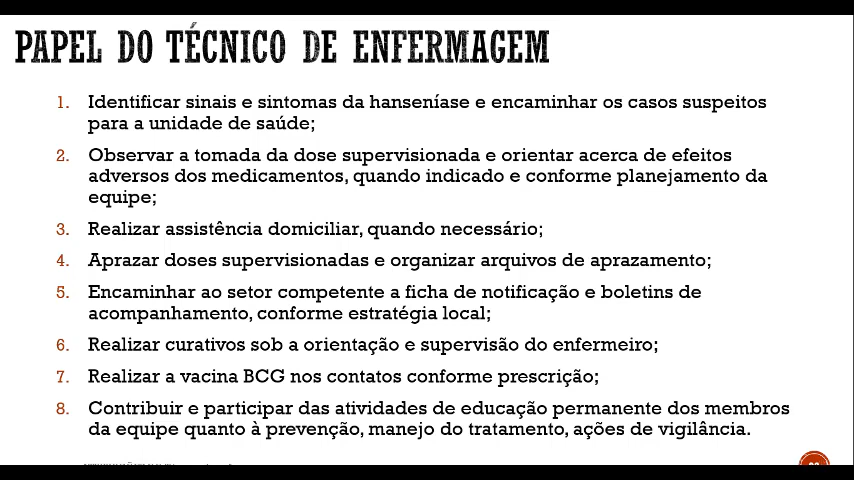 PAPEL DO TÉCNICO DE ENFERMAGEM
1. Identificar sinais e sintomas da hanseníase e encaminhar os casos suspeitos
para a unidade de saúde;
2. Observar a tomada da dose supervisionada e orientar acerca de efeitos
adversos dos medicamentos, quando indicado e conforme planejamento da
equipe;
3. Realizar assistência domiciliar, quando necessário;
4. Aprazar doses supervisionadas e organizar arquivos de aprazamento;
5. Encaminhar ao setor competente a ficha de notificação e boletins de
acompanhamento, conforme estratégia local;
6. Realizar curativos sob a orientação e supervisão do enfermeiro;
7. Realizar a vacina BCG nos contatos conforme prescrição;
8. Contribuir e participar das atividades de educação permanente dos membros
da equipe quanto à prevenção, manejo do tratamento, ações de vigilância.